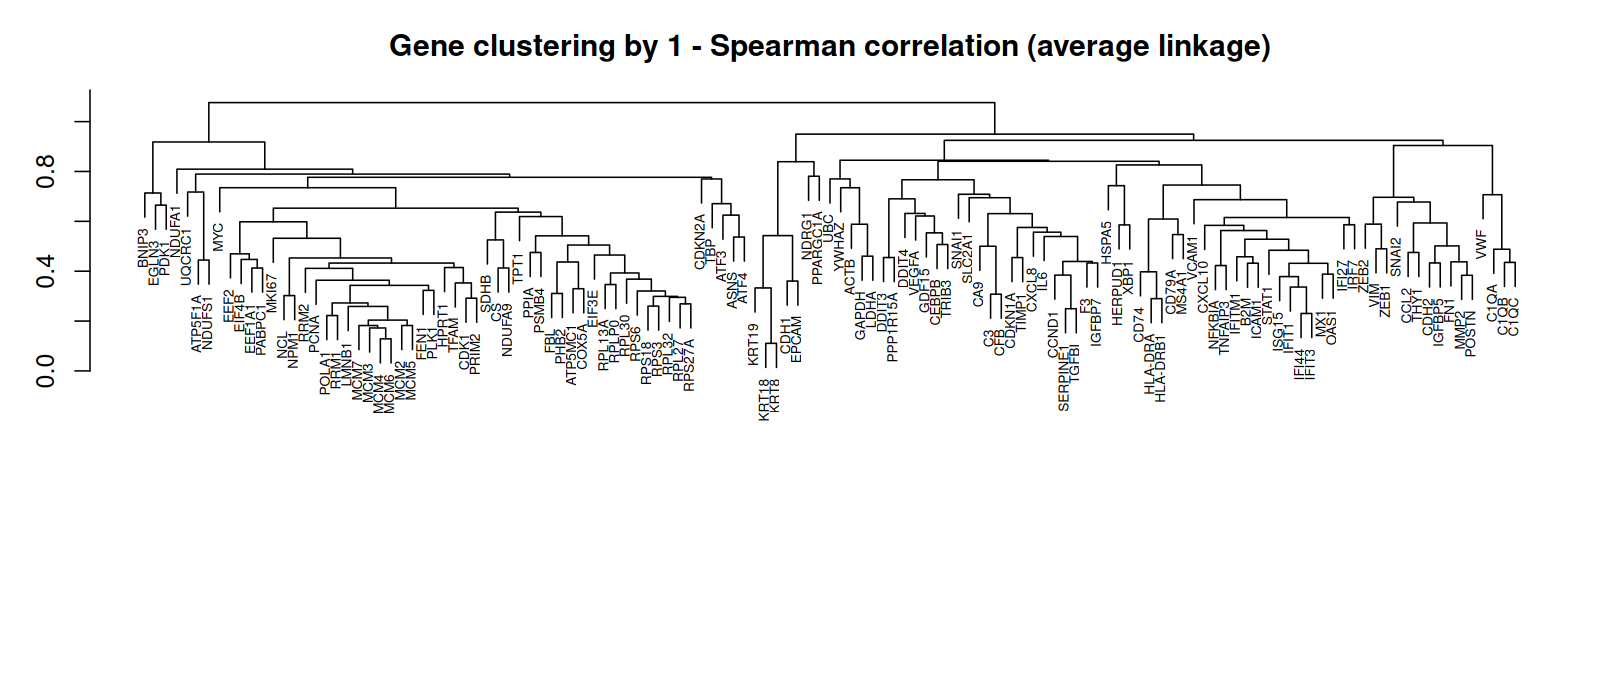 Gene clustering by 1 - Spearman correlation (average linkage)
0.8
0.4
0.0
BNIP3
EGLN3
PDK1
NDUFA1
UQCRC1
ATP5F1A
NDUFS1
MYC
EEF2
EIF4B
EEF1A1
PABPC1
MKI67
NCL
NPM1
RRM2
PCNA
POLA1
RRM1
LMNB1
MCM7
MCM3
MCM4
MCM6
MCM2
MCM5
FEN1
PLK1
HPRT1
TFAM
CDK1
PRIM2
SDHB
CS
NDUFA9
TPT1
PPIA
PSMB4
FBL
PHB2
ATP5MC1
COX5A
EIF3E
RPL13A
RPLP0
RPL30
RPS6
RPS18
RPS3
RPL32
RPL27
RPS27A
CDKN2A
TBP
ATF3
ASNS
ATF4
KRT19
KRT18
KRT8
CDH1
EPCAM
NDRG1
PPARGC1A
UBC
YWHAZ
ACTB
GAPDH
LDHA
DDIT3
PPP1R15A
DDIT4
VEGFA
GDF15
CEBPB
TRIB3
SNAI1
SLC2A1
CA9
C3
CFB
CDKN1A
TIMP1
CXCL8
IL6
CCND1
SERPINE1
TGFBI
F3
IGFBP7
HSPA5
HERPUD1
XBP1
CD74
HLA-DRA
HLA-DRB1
CD79A
MS4A1
VCAM1
CXCL10
NFKBIA
TNFAIP3
IFITM1
B2M
ICAM1
STAT1
ISG15
IFI11
IFI44
IFIT3
MX1
OAS1
IFI27
IRF7
ZEB2
VIM
ZEB1
SNAI2
CCL2
THY1
CDH2
IGFBP5
FN1
MMP2
POSTN
VWF
C1QA
C1QB
C1QC